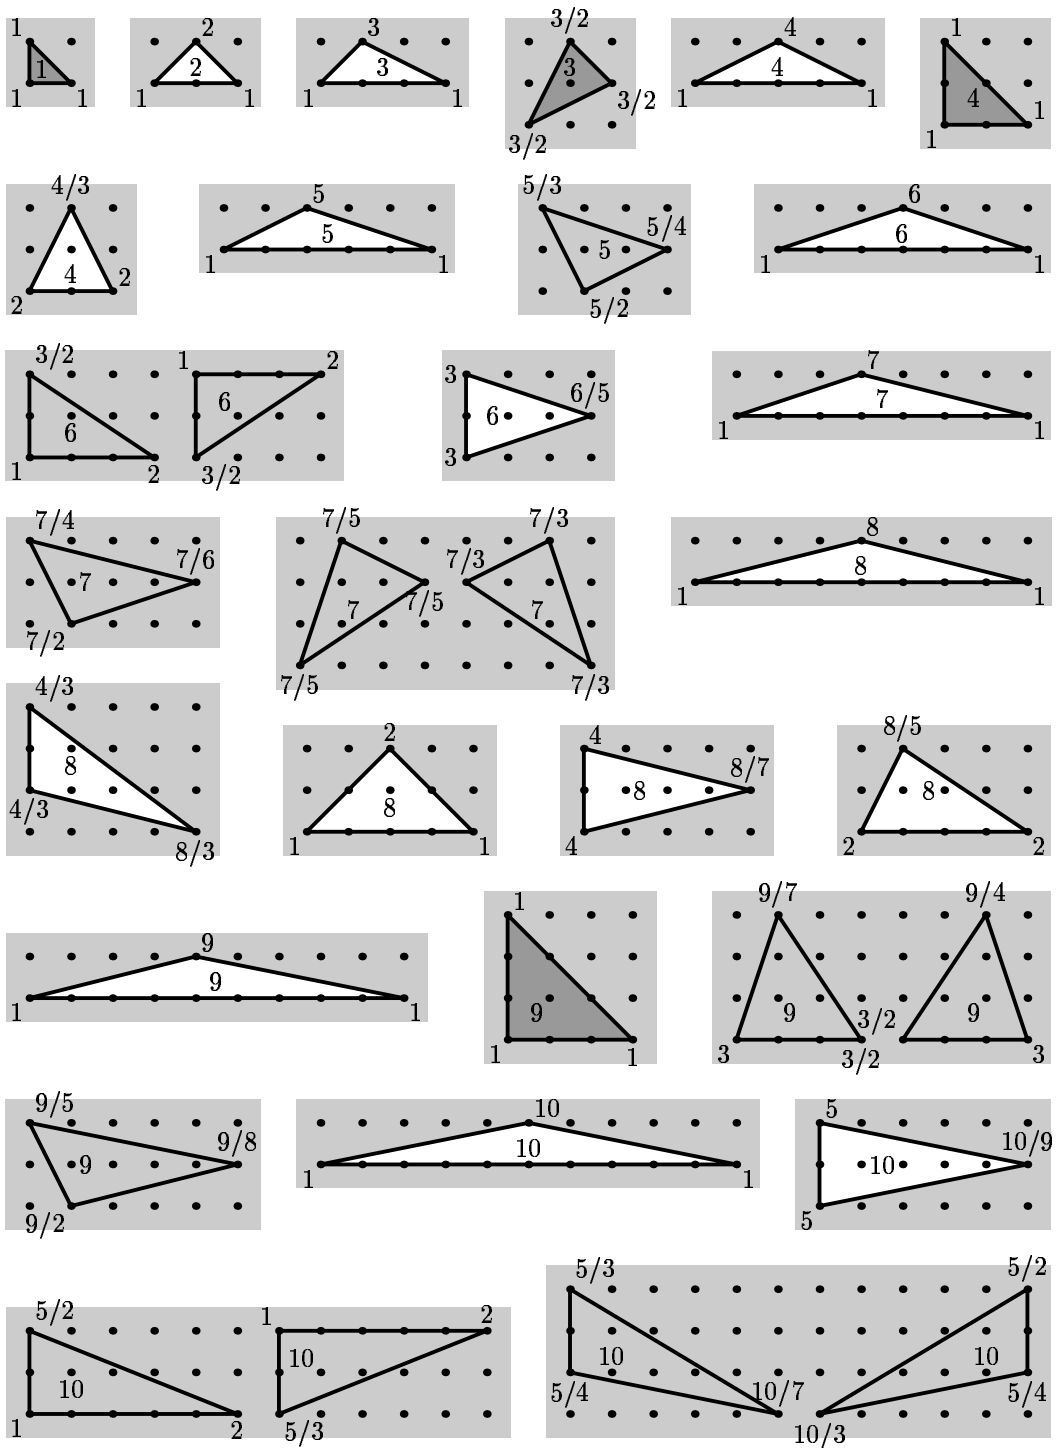 1 2 3 3/2 4 1
1 2 3 3 4 4
1 1 1 1 1 1 3/2 3/2 1 1 1 1
4/3 5 5/3 5/4 6
4 2 5 5 6
2 1 1 5/2 1 1
3/2 1 2 3 6/5 7
6 6 6 7
1 2 3/2 3 1 1
7/4 7/6 7/5 7/3 7/3 8
7 7 7/5 7 8
7/2 7/5 7/3 1 1
4/3 2 4 8/7 8/5
8 8 8 8
4/3 8/3 1 1 4 2 2
9 1 9/7 9/4
9 9 9 3/2 9
1 1 1 1 3 3/2 3
9/5 9/8 10 5 10/9
9 10 10
9/2 1 1 5
5/2 1 2 5/3 5/2
10 10 10 10
1 2 5/3 5/4 10/7 10/3 5/4